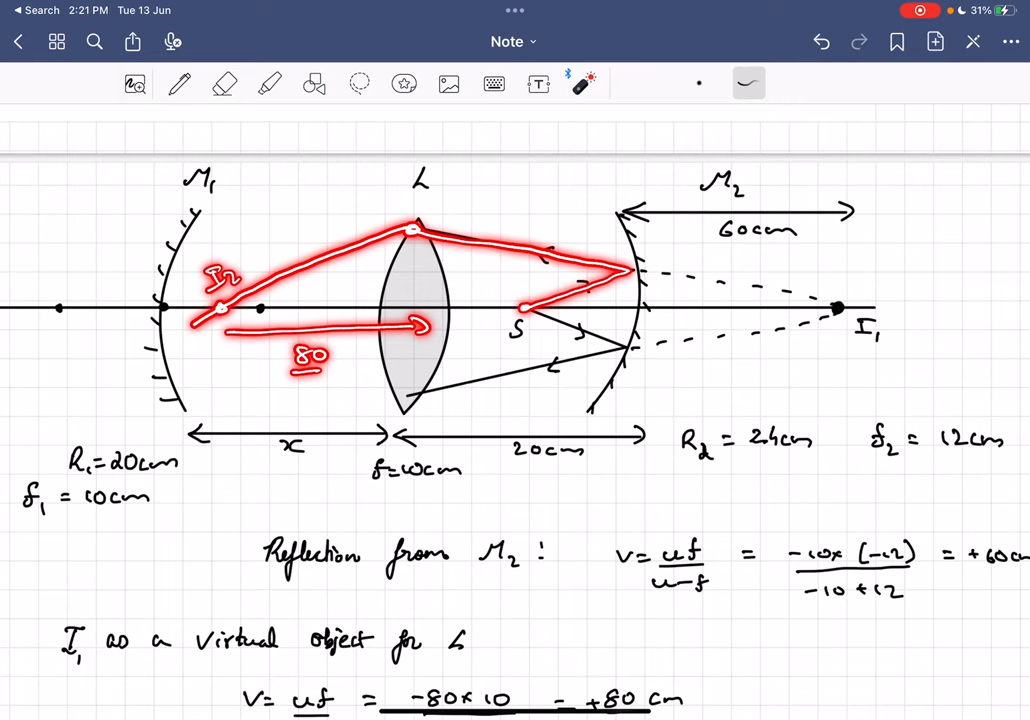 Search 2:21 PM Tue 13 Jun 31%
Note
M₁ L M₂
60cm
I₂
S I₁
80
x 20cm R₂ = 24cm f₂ = 12cm
R₁=20cm f=10cm
f₁ = 10cm
Reflection from M₂ : V= uf/u-f = -10x (-12)/-10 +12 = +60cm
I₁ as a virtual object for L
V= uf = -80x 10 = +80 cm